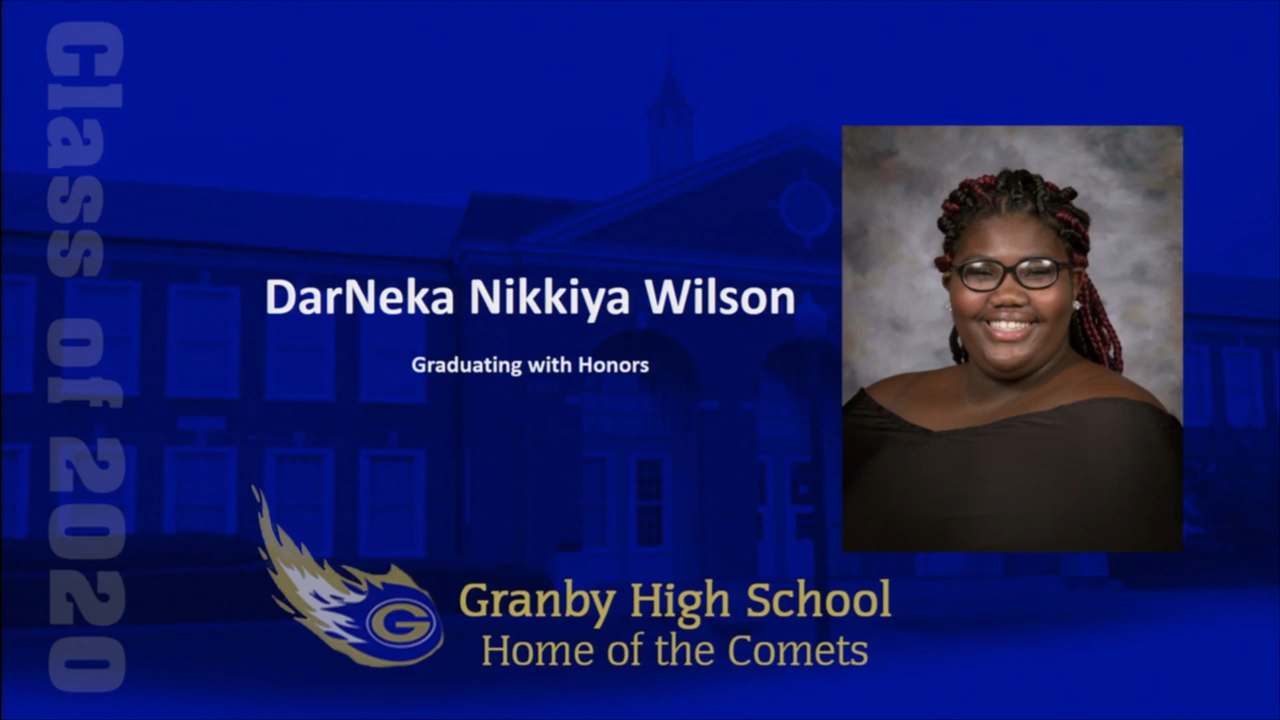 Class of 2020
DarNeka Nikkiya Wilson
Graduating with Honors
G
Granby High School
Home of the Comets